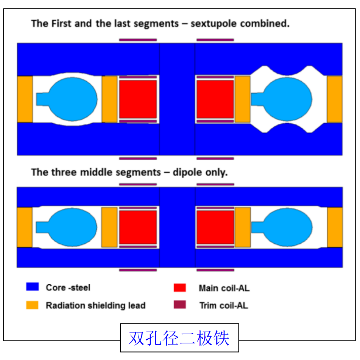 The First and the last segments – sextupole combined.
The three middle segments – dipole only.
Core -steel
Main coil-AL
Radiation shielding lead
Trim coil-AL
双孔径二极铁